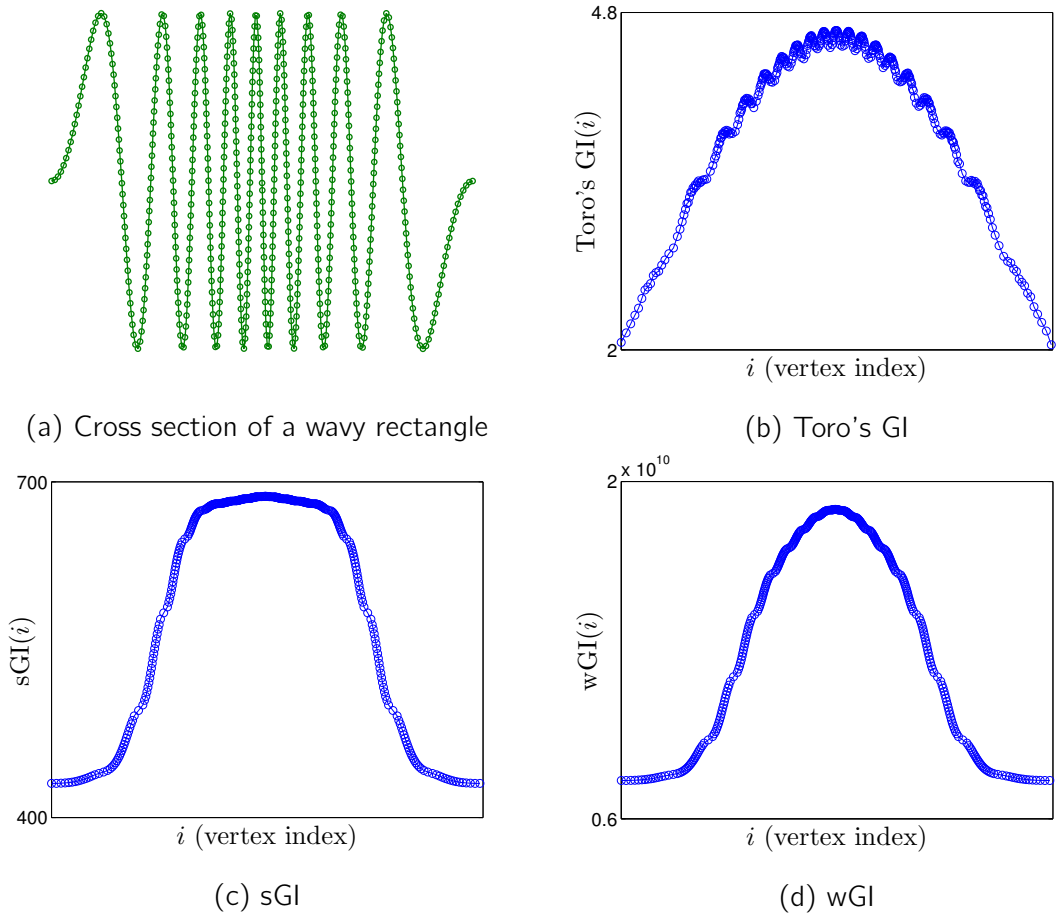 4.8
Toro's GI(i)
2
i (vertex index)
(a) Cross section of a wavy rectangle
(b) Toro's GI
700
sGI(i)
400
i (vertex index)
(c) sGI
2 x 10^10
wGI(i)
0.6
i (vertex index)
(d) wGI